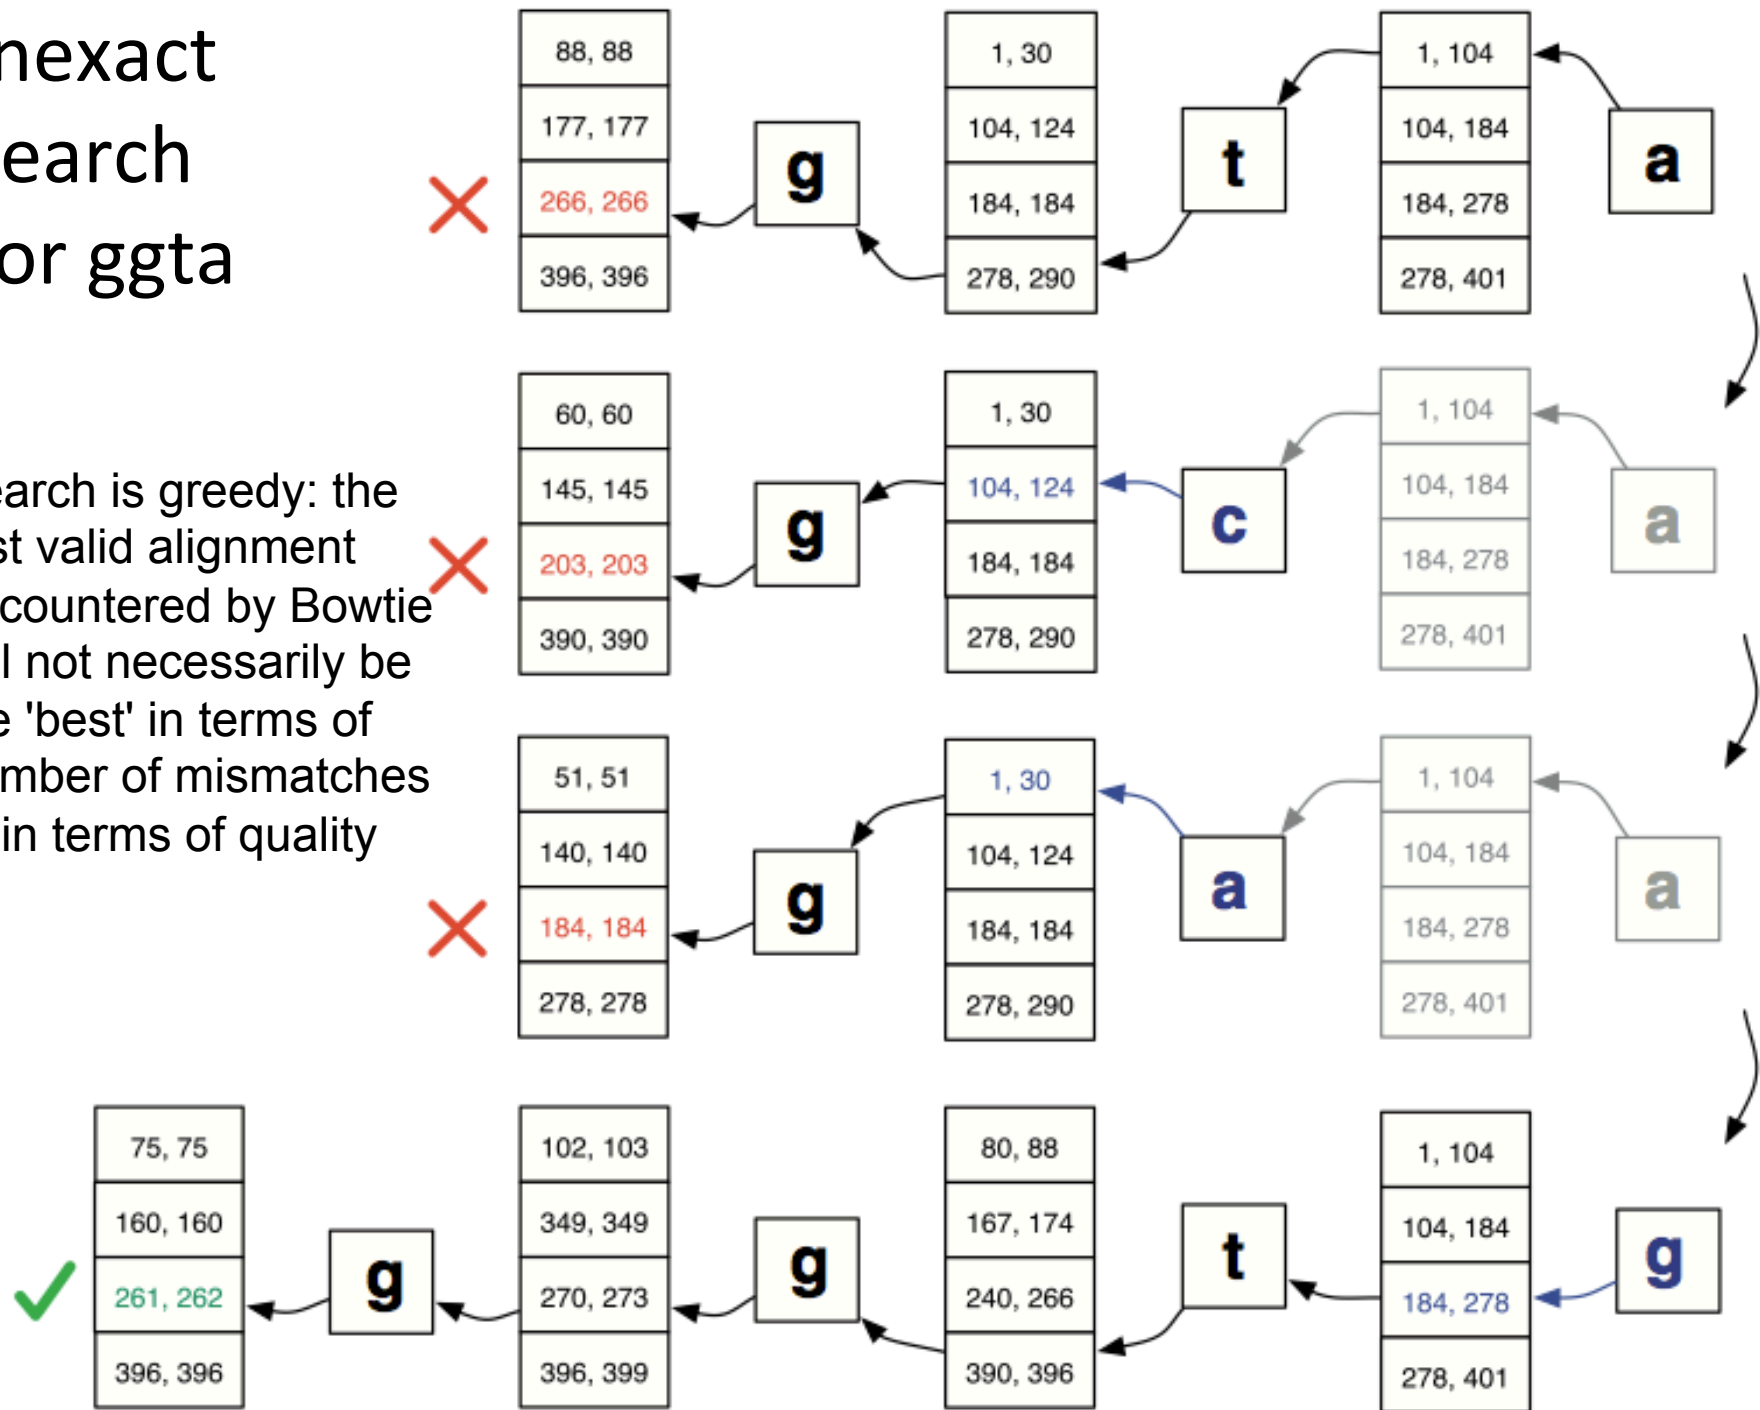 nexact
earch
or ggta
earch is greedy: the
st valid alignment
countered by Bowtie
l not necessarily be
e 'best' in terms of
mber of mismatches
in terms of quality
88, 88
177, 177
266, 266
396, 396
g
1, 30
104, 124
184, 184
278, 290
t
1, 104
104, 184
184, 278
278, 401
a
60, 60
145, 145
203, 203
390, 390
g
1, 30
104, 124
184, 184
278, 290
c
1, 104
104, 184
184, 278
278, 401
a
51, 51
140, 140
184, 184
278, 278
g
1, 30
104, 124
184, 184
278, 290
a
1, 104
104, 184
184, 278
278, 401
a
75, 75
160, 160
261, 262
396, 396
g
102, 103
349, 349
270, 273
396, 399
g
80, 88
167, 174
240, 266
390, 396
t
1, 104
104, 184
184, 278
278, 401
g